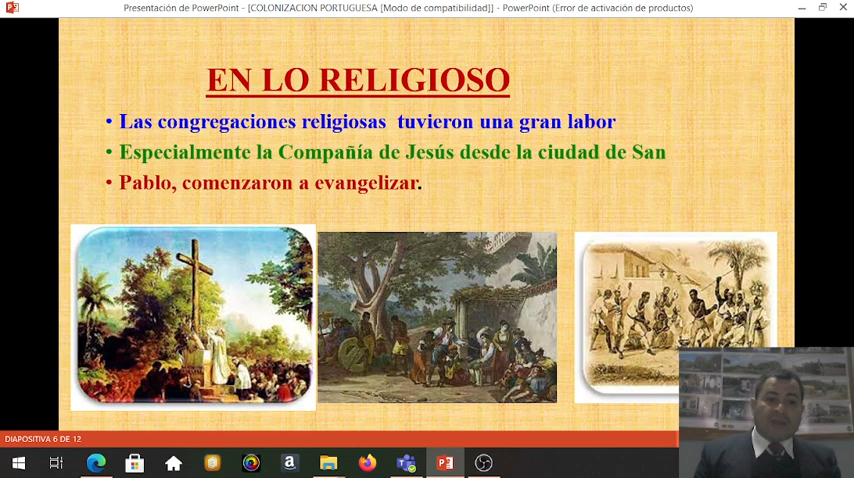 Presentación de PowerPoint - [COLONIZACION PORTUGUESA [Modo de compatibilidad]] - PowerPoint (Error de activación de productos)
EN LO RELIGIOSO
• Las congregaciones religiosas tuvieron una gran labor
• Especialmente la Compañía de Jesús desde la ciudad de San
• Pablo, comenzaron a evangelizar.
DIAPOSITIVA 6 DE 12